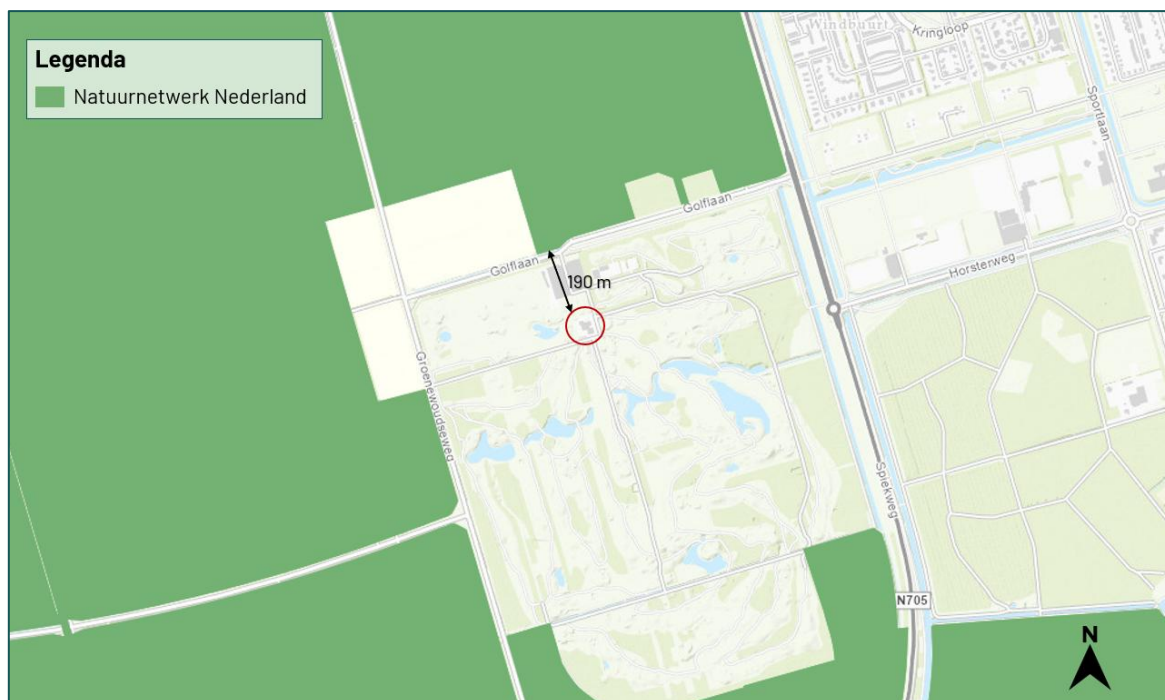 Legenda
Natuurnetwerk Nederland
Windbuurt
Kringloop
Sportlaan
Golflaan
Golflaan
190 m
Horsterweg
Groenewoudseweg
Spiekweg
N705
N